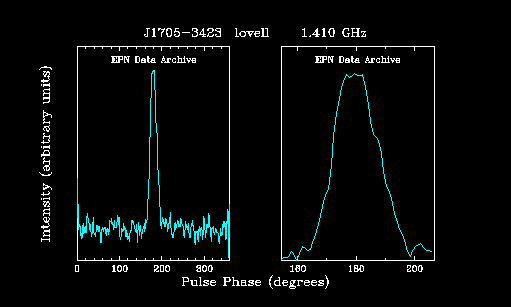 J1705-3423 lovell 1.410 GHz
EPN Data Archive EPN Data Archive
Intensity (arbitrary units)
0 100 200 300 160 180 200
Pulse Phase (degrees)